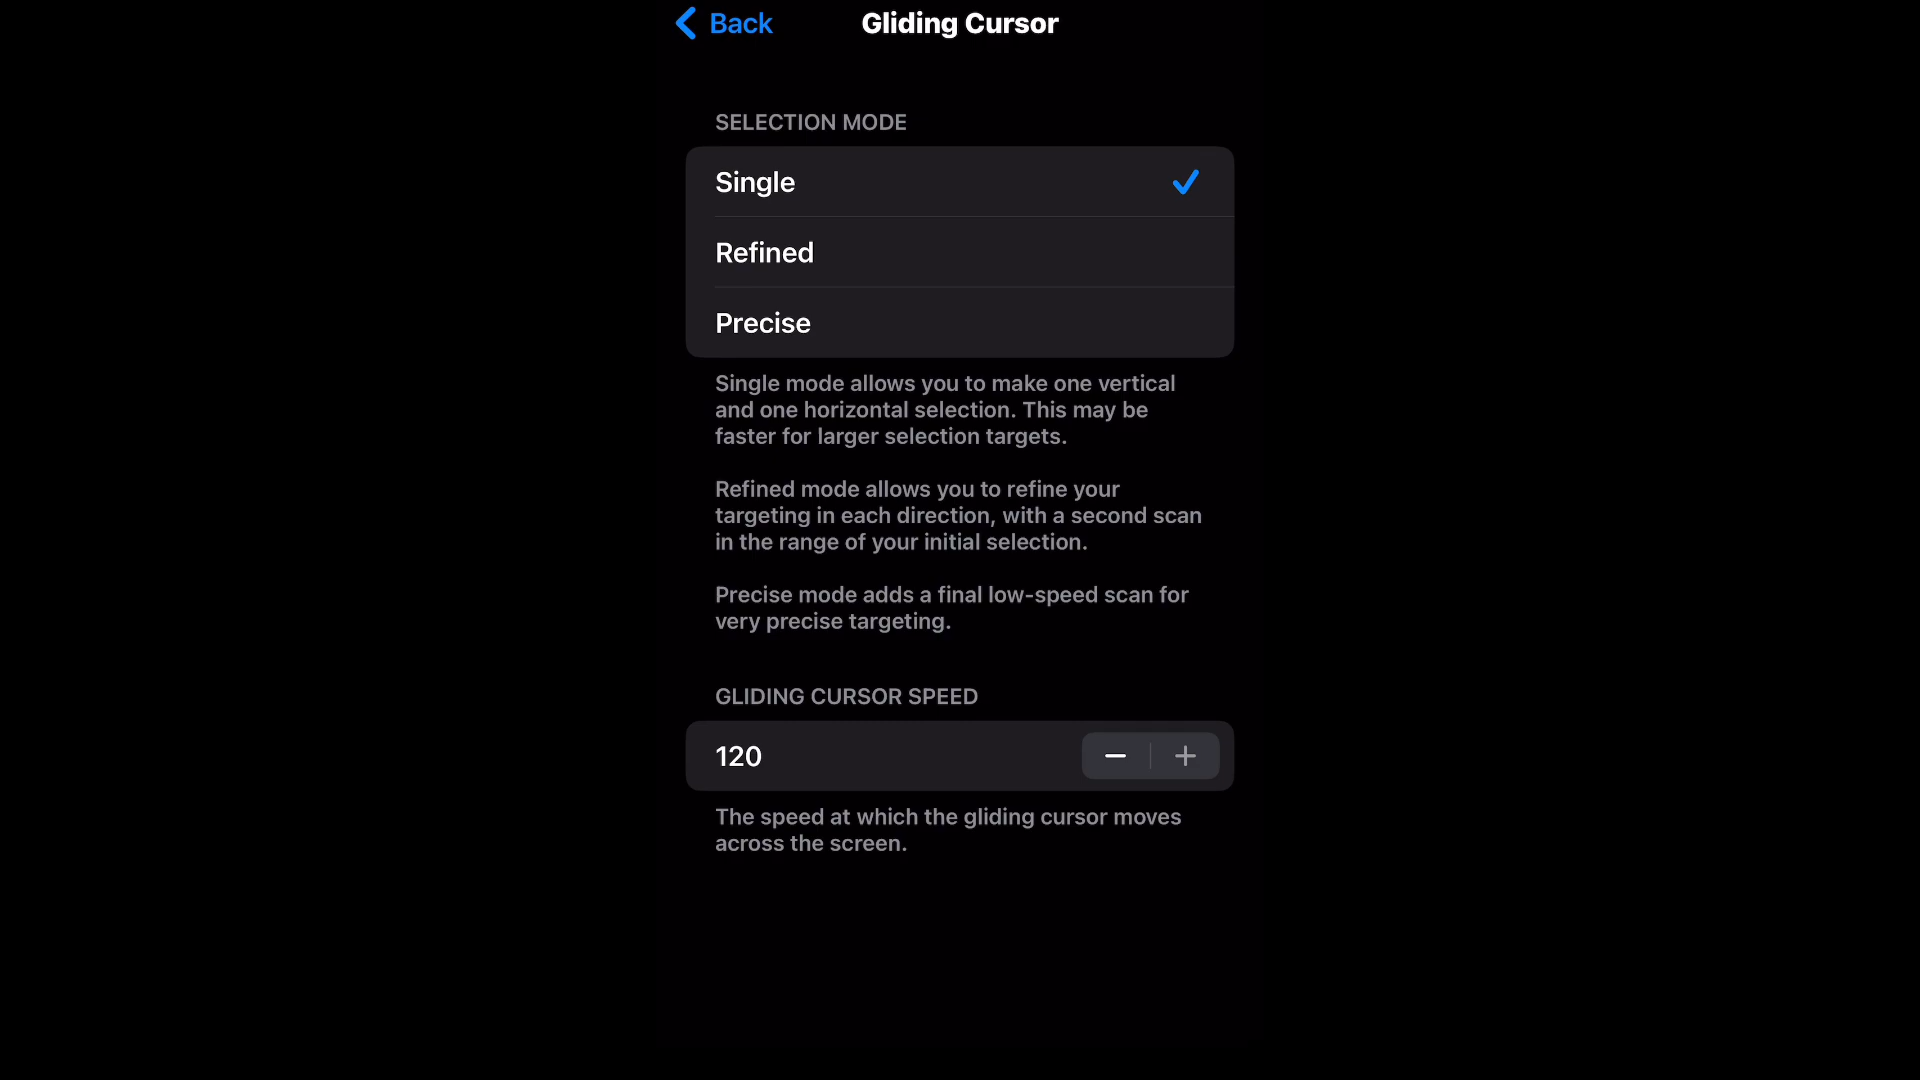 Back
Gliding Cursor
SELECTION MODE
Single
Refined
Precise
Single mode allows you to make one vertical
and one horizontal selection. This may be
faster for larger selection targets.
Refined mode allows you to refine your
targeting in each direction, with a second scan
in the range of your initial selection.
Precise mode adds a final low-speed scan for
very precise targeting.
GLIDING CURSOR SPEED
120
The speed at which the gliding cursor moves
across the screen.